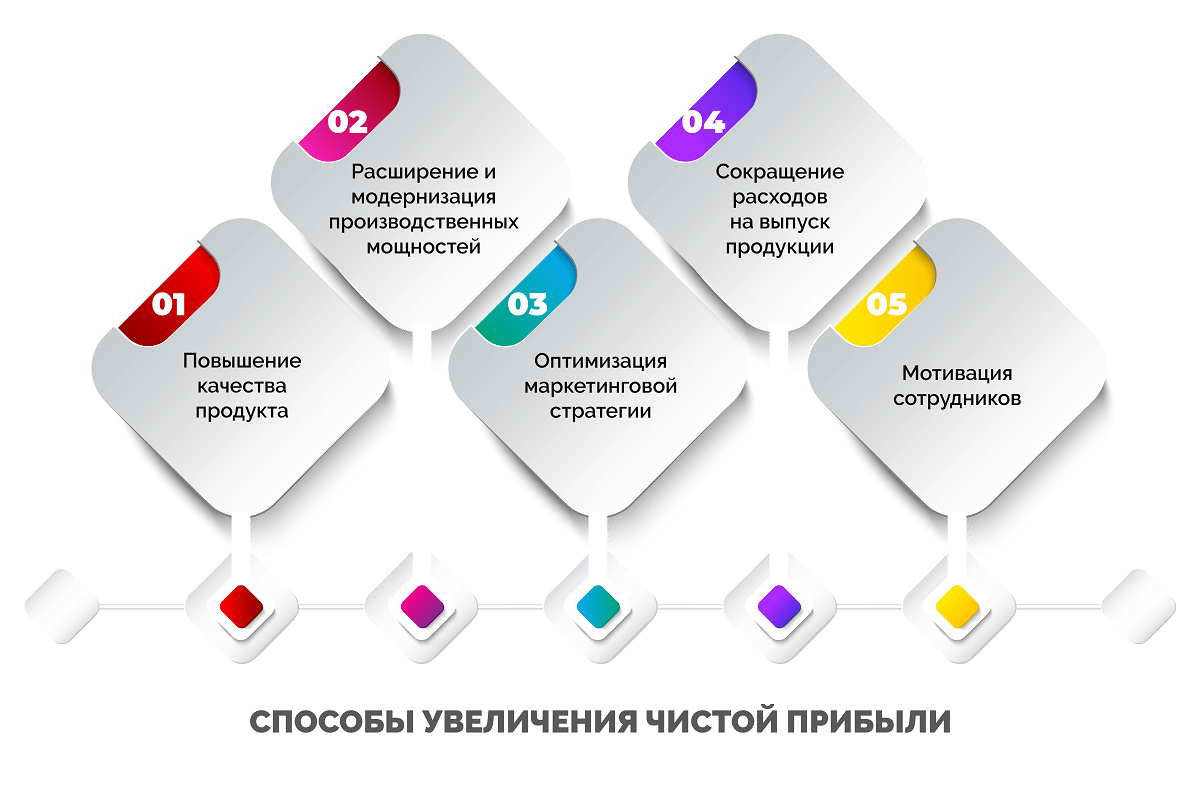 01
Повышение
качества
продукта
02
Расширение и
модернизация
производственных
мощностей
03
Оптимизация
маркетинговой
стратегии
04
Сокращение
расходов
на выпуск
продукции
05
Мотивация
сотрудников
СПОСОБЫ УВЕЛИЧЕНИЯ ЧИСТОЙ ПРИБЫЛИ